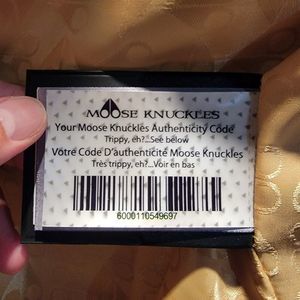 MOOSE KNUCKLES
Your Moose Knuckles Authenticity Code
Trippy, eh?...See below
Vôtre Code D'authenticité Moose Knuckles
Très trippy, eh?...Voir en bas
6000110549697